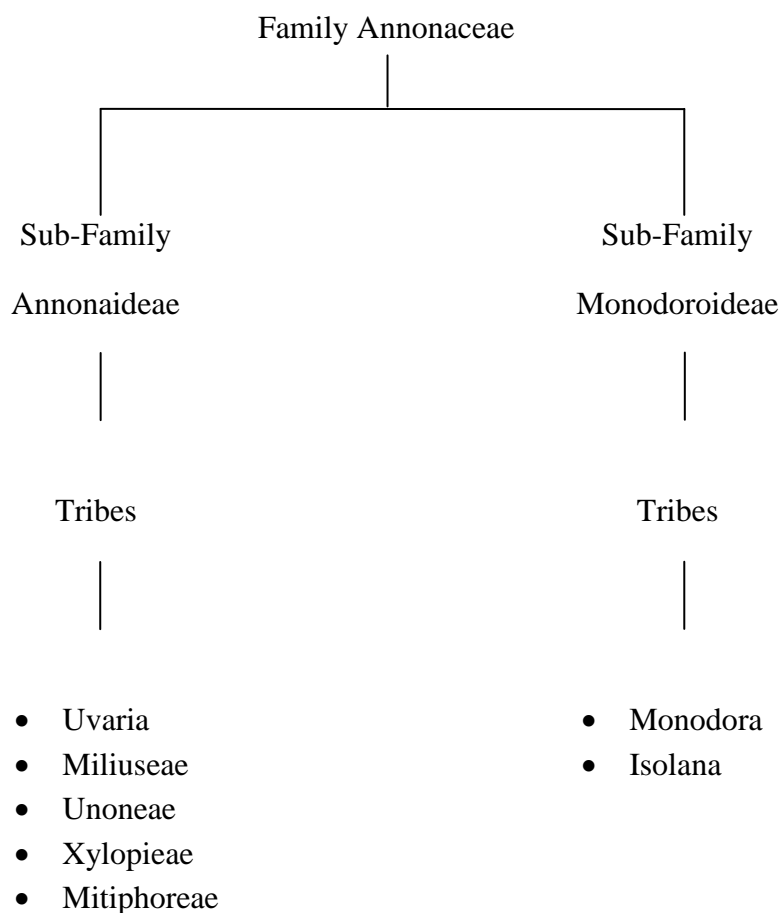 Family Annonaceae
Sub-Family
Sub-Family
Annonaideae
Monodoroideae
Tribes
Tribes
• Uvaria
• Miliuseae
• Unoneae
• Xylopieae
• Mitiphoreae
• Monodora
• Isolana